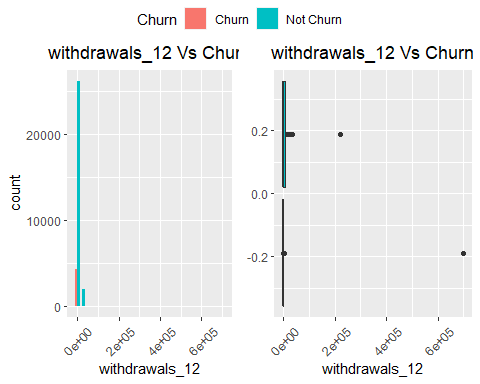 Churn Churn Not Churn
withdrawals_12 Vs Chur
withdrawals_12 Vs Churn
count
20000
10000
0
0e+00 2e+05 4e+05 6e+05
withdrawals_12
0.2
0.0
-0.2
0e+00 2e+05 4e+05 6e+05
withdrawals_12